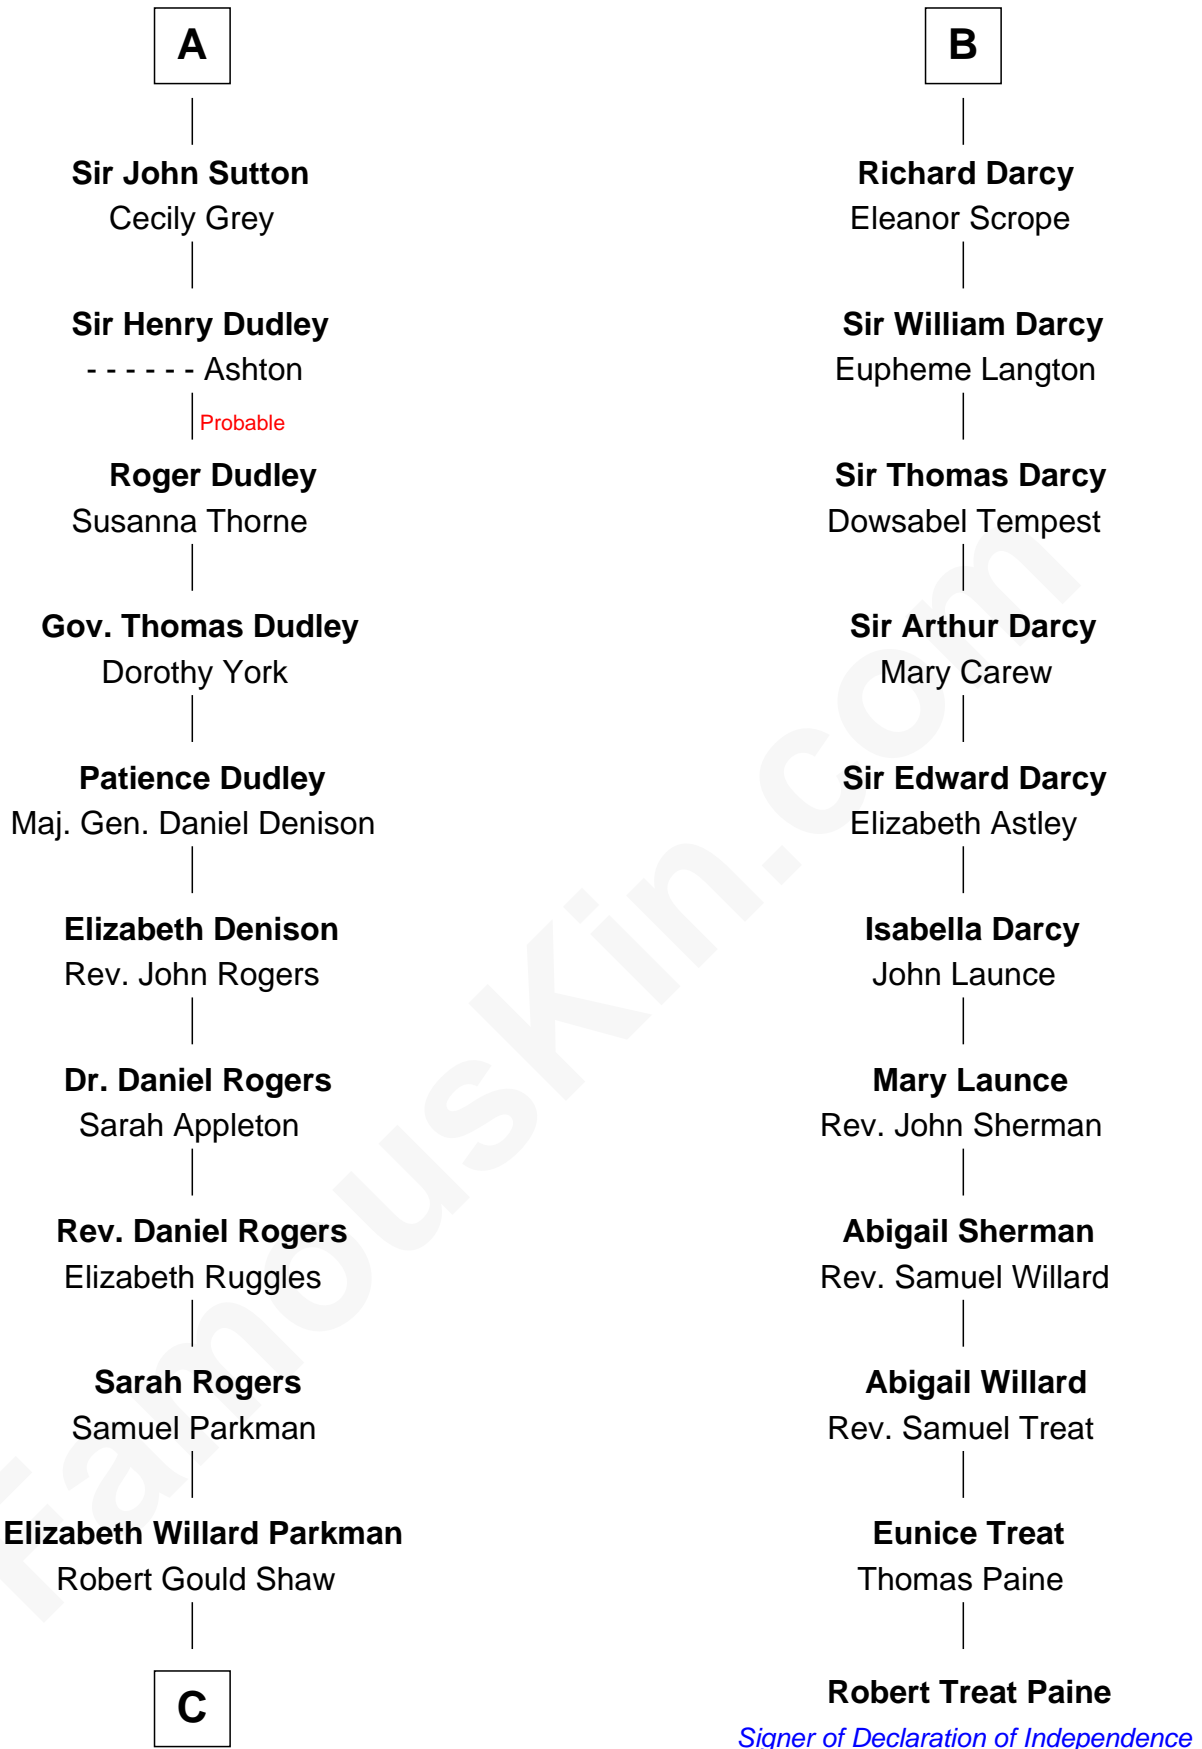 A
Sir John Sutton
Cecily Grey
Sir Henry Dudley
- - - - - - Ashton
Probable
Roger Dudley
Susanna Thorne
Gov. Thomas Dudley
Dorothy York
Patience Dudley
Maj. Gen. Daniel Denison
Elizabeth Denison
Rev. John Rogers
Dr. Daniel Rogers
Sarah Appleton
Rev. Daniel Rogers
Elizabeth Ruggles
Sarah Rogers
Samuel Parkman
Elizabeth Willard Parkman
Robert Gould Shaw
C
B
Richard Darcy
Eleanor Scrope
Sir William Darcy
Eupheme Langton
Sir Thomas Darcy
Dowsabel Tempest
Sir Arthur Darcy
Mary Carew
Sir Edward Darcy
Elizabeth Astley
Isabella Darcy
John Launce
Mary Launce
Rev. John Sherman
Abigail Sherman
Rev. Samuel Willard
Abigail Willard
Rev. Samuel Treat
Eunice Treat
Thomas Paine
Robert Treat Paine
Signer of Declaration of Independence
FamousKin.com